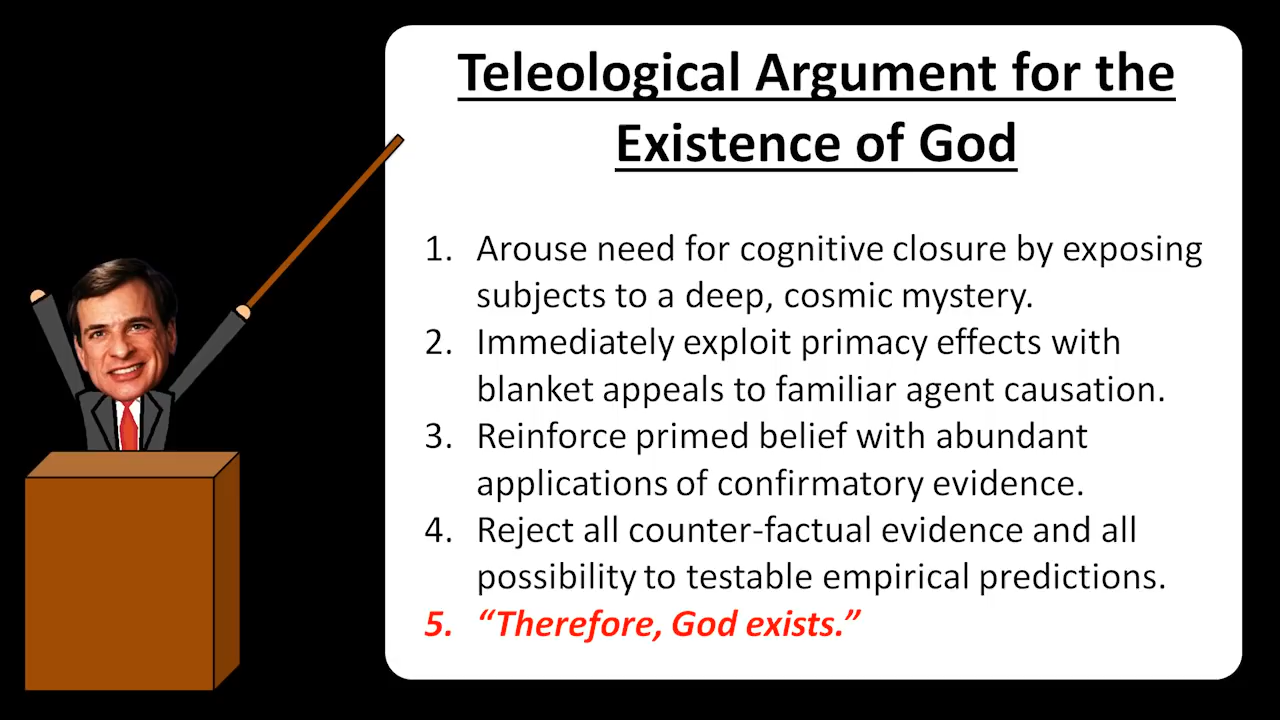 Teleological Argument for the
Existence of God
1. Arouse need for cognitive closure by exposing
subjects to a deep, cosmic mystery.
2. Immediately exploit primacy effects with
blanket appeals to familiar agent causation.
3. Reinforce primed belief with abundant
applications of confirmatory evidence.
4. Reject all counter-factual evidence and all
possibility to testable empirical predictions.
5. “Therefore, God exists.”